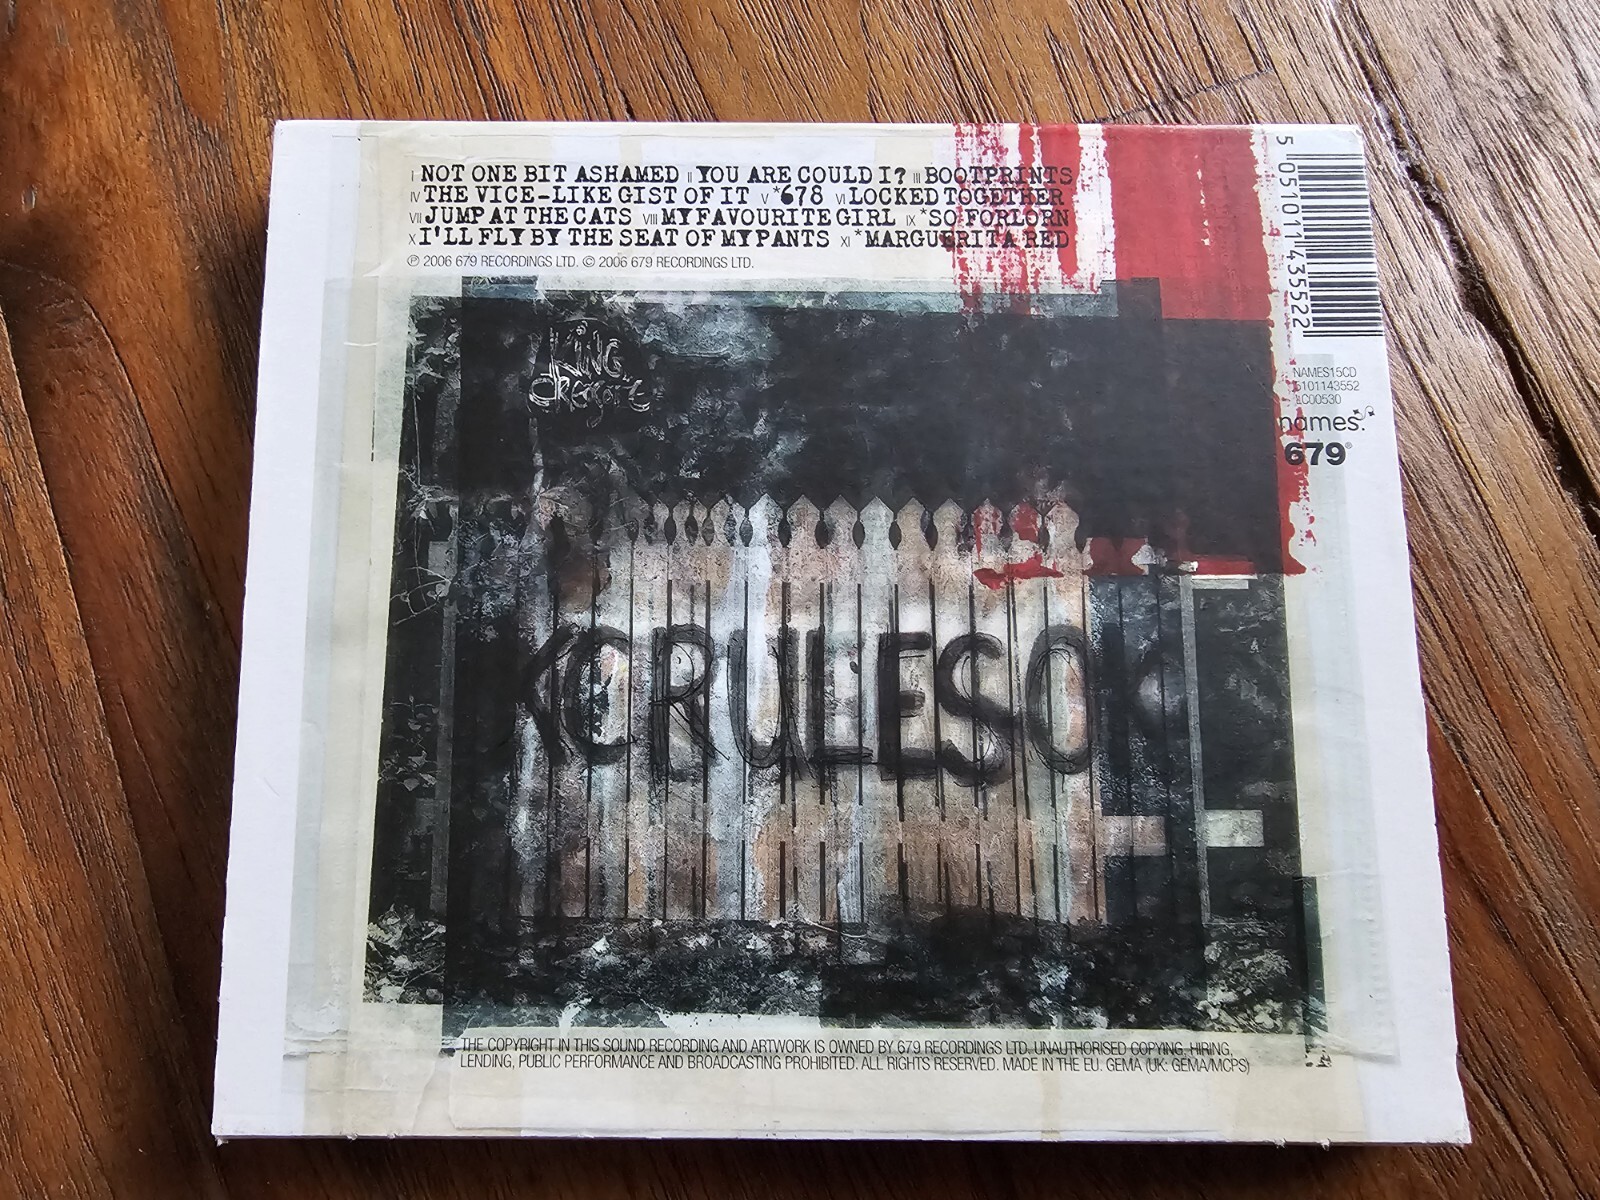 I NOT ONE BIT ASHAMED II YOU ARE COULD I? III BOOTPRINTS
IV THE VICE-LIKE GIST OF IT V *678 VI LOCKED TOGETHER
VII JUMP AT THE CATS VIII MY FAVOURITE GIRL IX *SO FORLORN
X I'LL FLY BY THE SEAT OF MY PANTS XI *MARGUERITA RED
℗ 2006 679 RECORDINGS LTD. © 2006 679 RECORDINGS LTD.
5 051011 435522
NAMES15CD
5101143552
LC00530
names.
679®
KING
CREOSOTE
KC RULES OK
THE COPYRIGHT IN THIS SOUND RECORDING AND ARTWORK IS OWNED BY 679 RECORDINGS LTD. UNAUTHORISED COPYING, HIRING,
LENDING, PUBLIC PERFORMANCE AND BROADCASTING PROHIBITED. ALL RIGHTS RESERVED. MADE IN THE EU. GEMA (UK: GEMA/MCPS)